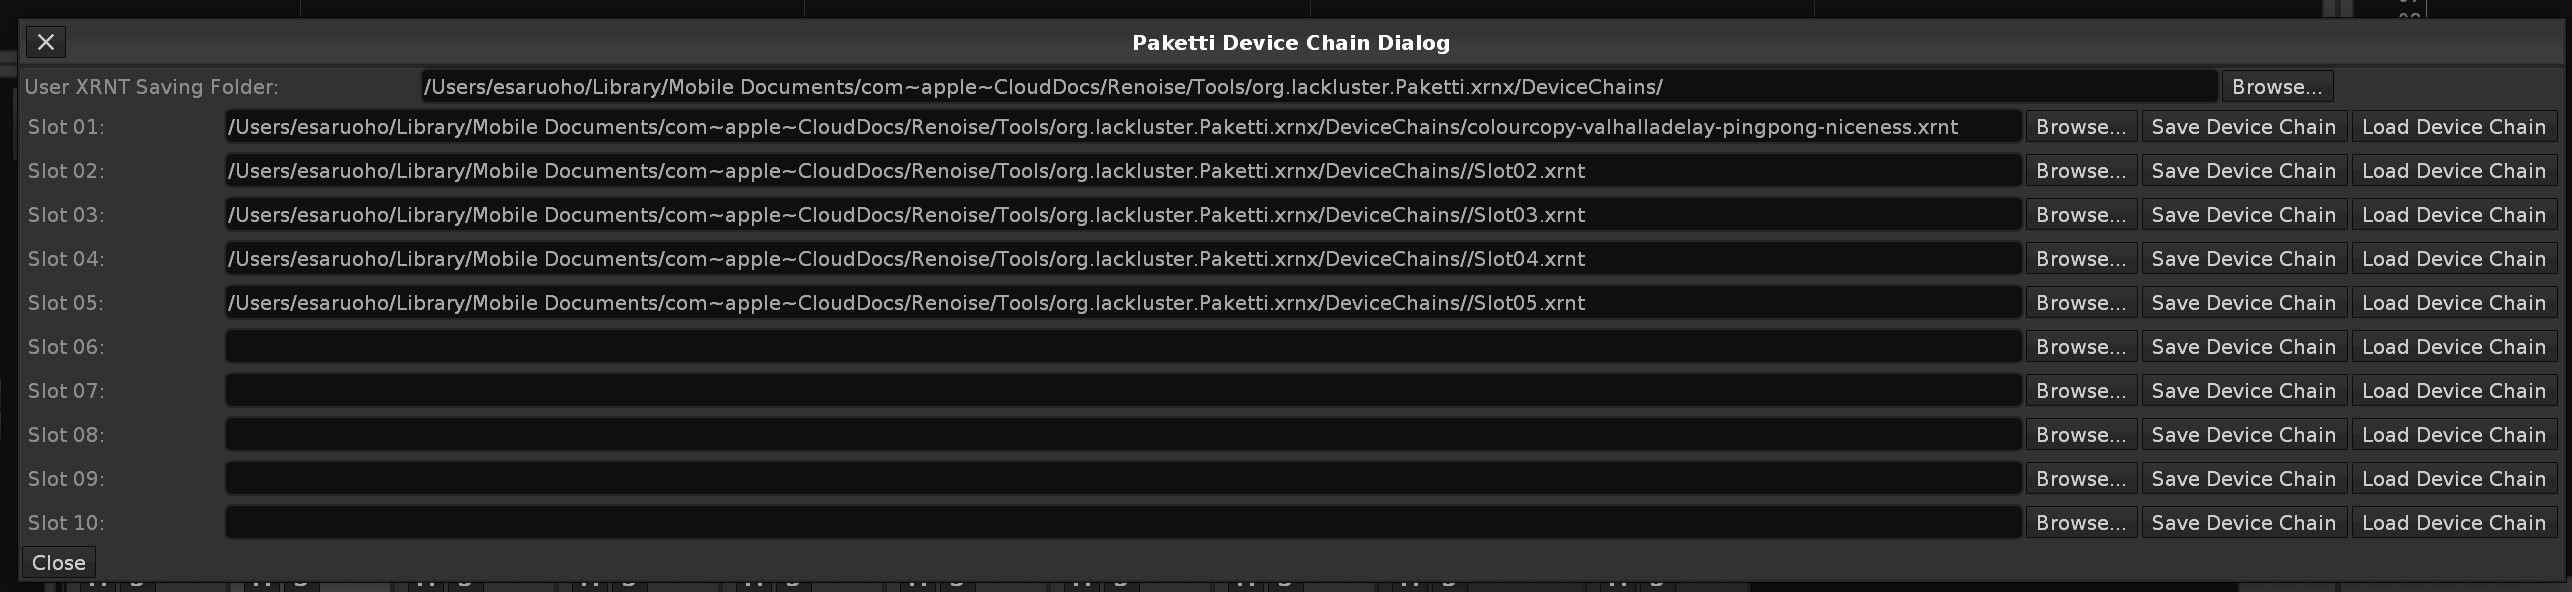 Paketti Device Chain Dialog
User XRNT Saving Folder: /Users/esaruoho/Library/Mobile Documents/com~apple~CloudDocs/Renoise/Tools/org.lackluster.Paketti.xrnx/DeviceChains/ Browse...
Slot 01: /Users/esaruoho/Library/Mobile Documents/com~apple~CloudDocs/Renoise/Tools/org.lackluster.Paketti.xrnx/DeviceChains/colourcopy-valhalladelay-pingpong-niceness.xrnt Browse... Save Device Chain Load Device Chain
Slot 02: /Users/esaruoho/Library/Mobile Documents/com~apple~CloudDocs/Renoise/Tools/org.lackluster.Paketti.xrnx/DeviceChains//Slot02.xrnt Browse... Save Device Chain Load Device Chain
Slot 03: /Users/esaruoho/Library/Mobile Documents/com~apple~CloudDocs/Renoise/Tools/org.lackluster.Paketti.xrnx/DeviceChains//Slot03.xrnt Browse... Save Device Chain Load Device Chain
Slot 04: /Users/esaruoho/Library/Mobile Documents/com~apple~CloudDocs/Renoise/Tools/org.lackluster.Paketti.xrnx/DeviceChains//Slot04.xrnt Browse... Save Device Chain Load Device Chain
Slot 05: /Users/esaruoho/Library/Mobile Documents/com~apple~CloudDocs/Renoise/Tools/org.lackluster.Paketti.xrnx/DeviceChains//Slot05.xrnt Browse... Save Device Chain Load Device Chain
Slot 06: Browse... Save Device Chain Load Device Chain
Slot 07: Browse... Save Device Chain Load Device Chain
Slot 08: Browse... Save Device Chain Load Device Chain
Slot 09: Browse... Save Device Chain Load Device Chain
Slot 10: Browse... Save Device Chain Load Device Chain
Close